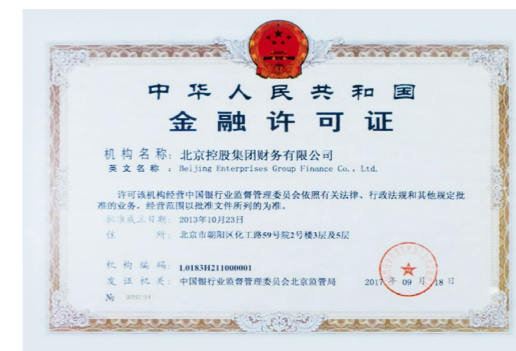 中华人民共和国
金融许可证
机构名称：北京控股集团财务有限公司
英文名称：Beijing Enterprises Group Finance Co., Ltd.
许可该机构经营中国银行业监督管理委员会依照有关法律、行政法规和其他规定批
准的业务，经营范围以批准文件所列的为准。
批准成立日期：2013年10月23日
住 所：北京市朝阳区化工路59号院2号楼3层及5层
机构编码：L0183H211000001
发证机关：中国银行业监督管理委员会北京监管局
2017年 09 月 18 日
№